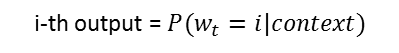 i-th output = P(w_t = i|context)